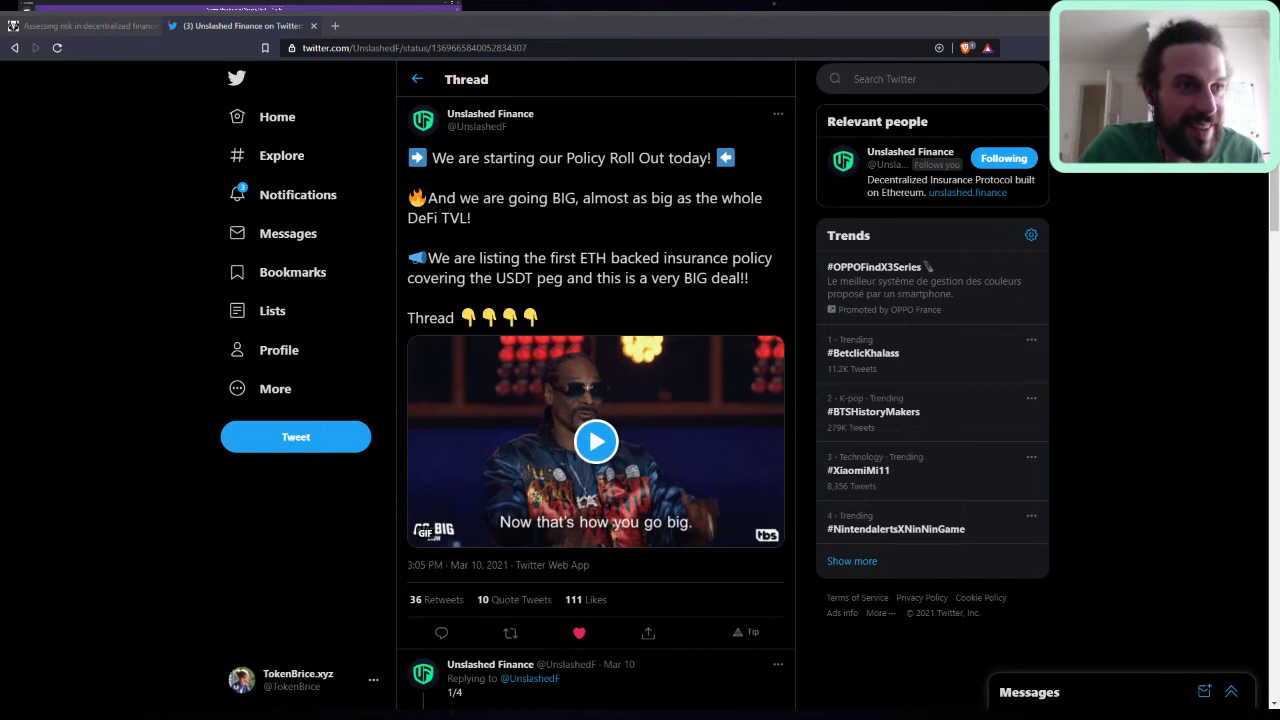 Assessing risk in decentralized finance
(3) Unslashed Finance on Twitter:
twitter.com/UnslashedF/status/1369665840052834307
Home
Explore
3
Notifications
Messages
Bookmarks
Lists
Profile
More
Tweet
TokenBrice.xyz
@TokenBrice
Thread
Unslashed Finance
@UnslashedF
➡️ We are starting our Policy Roll Out today! ⬅️
🔥And we are going BIG, almost as big as the whole
DeFi TVL!
📣We are listing the first ETH backed insurance policy
covering the USDT peg and this is a very BIG deal!!
Thread 👇👇👇👇
Now that's how you go big.
GO BIG
SHOW
GIF
tbs
3:05 PM · Mar 10, 2021 · Twitter Web App
36 Retweets 10 Quote Tweets 111 Likes
Tip
Unslashed Finance @UnslashedF · Mar 10
Replying to @UnslashedF
1/4
Search Twitter
Relevant people
Unslashed Finance
@Unsla... Follows you
Following
Decentralized Insurance Protocol built
on Ethereum. unslashed.finance
Trends
#OPPOFindX3Series
Le meilleur système de gestion des couleurs
proposé par un smartphone.
Promoted by OPPO France
1 · Trending
#BetclicKhalass
11.2K Tweets
2 · K-pop · Trending
#BTSHistoryMakers
279K Tweets
3 · Technology · Trending
#XiaomiMi11
8,356 Tweets
4 · Trending
#NintendalertsXNinNinGame
Show more
Terms of Service Privacy Policy Cookie Policy
Ads info More ··· © 2021 Twitter, Inc.
Messages